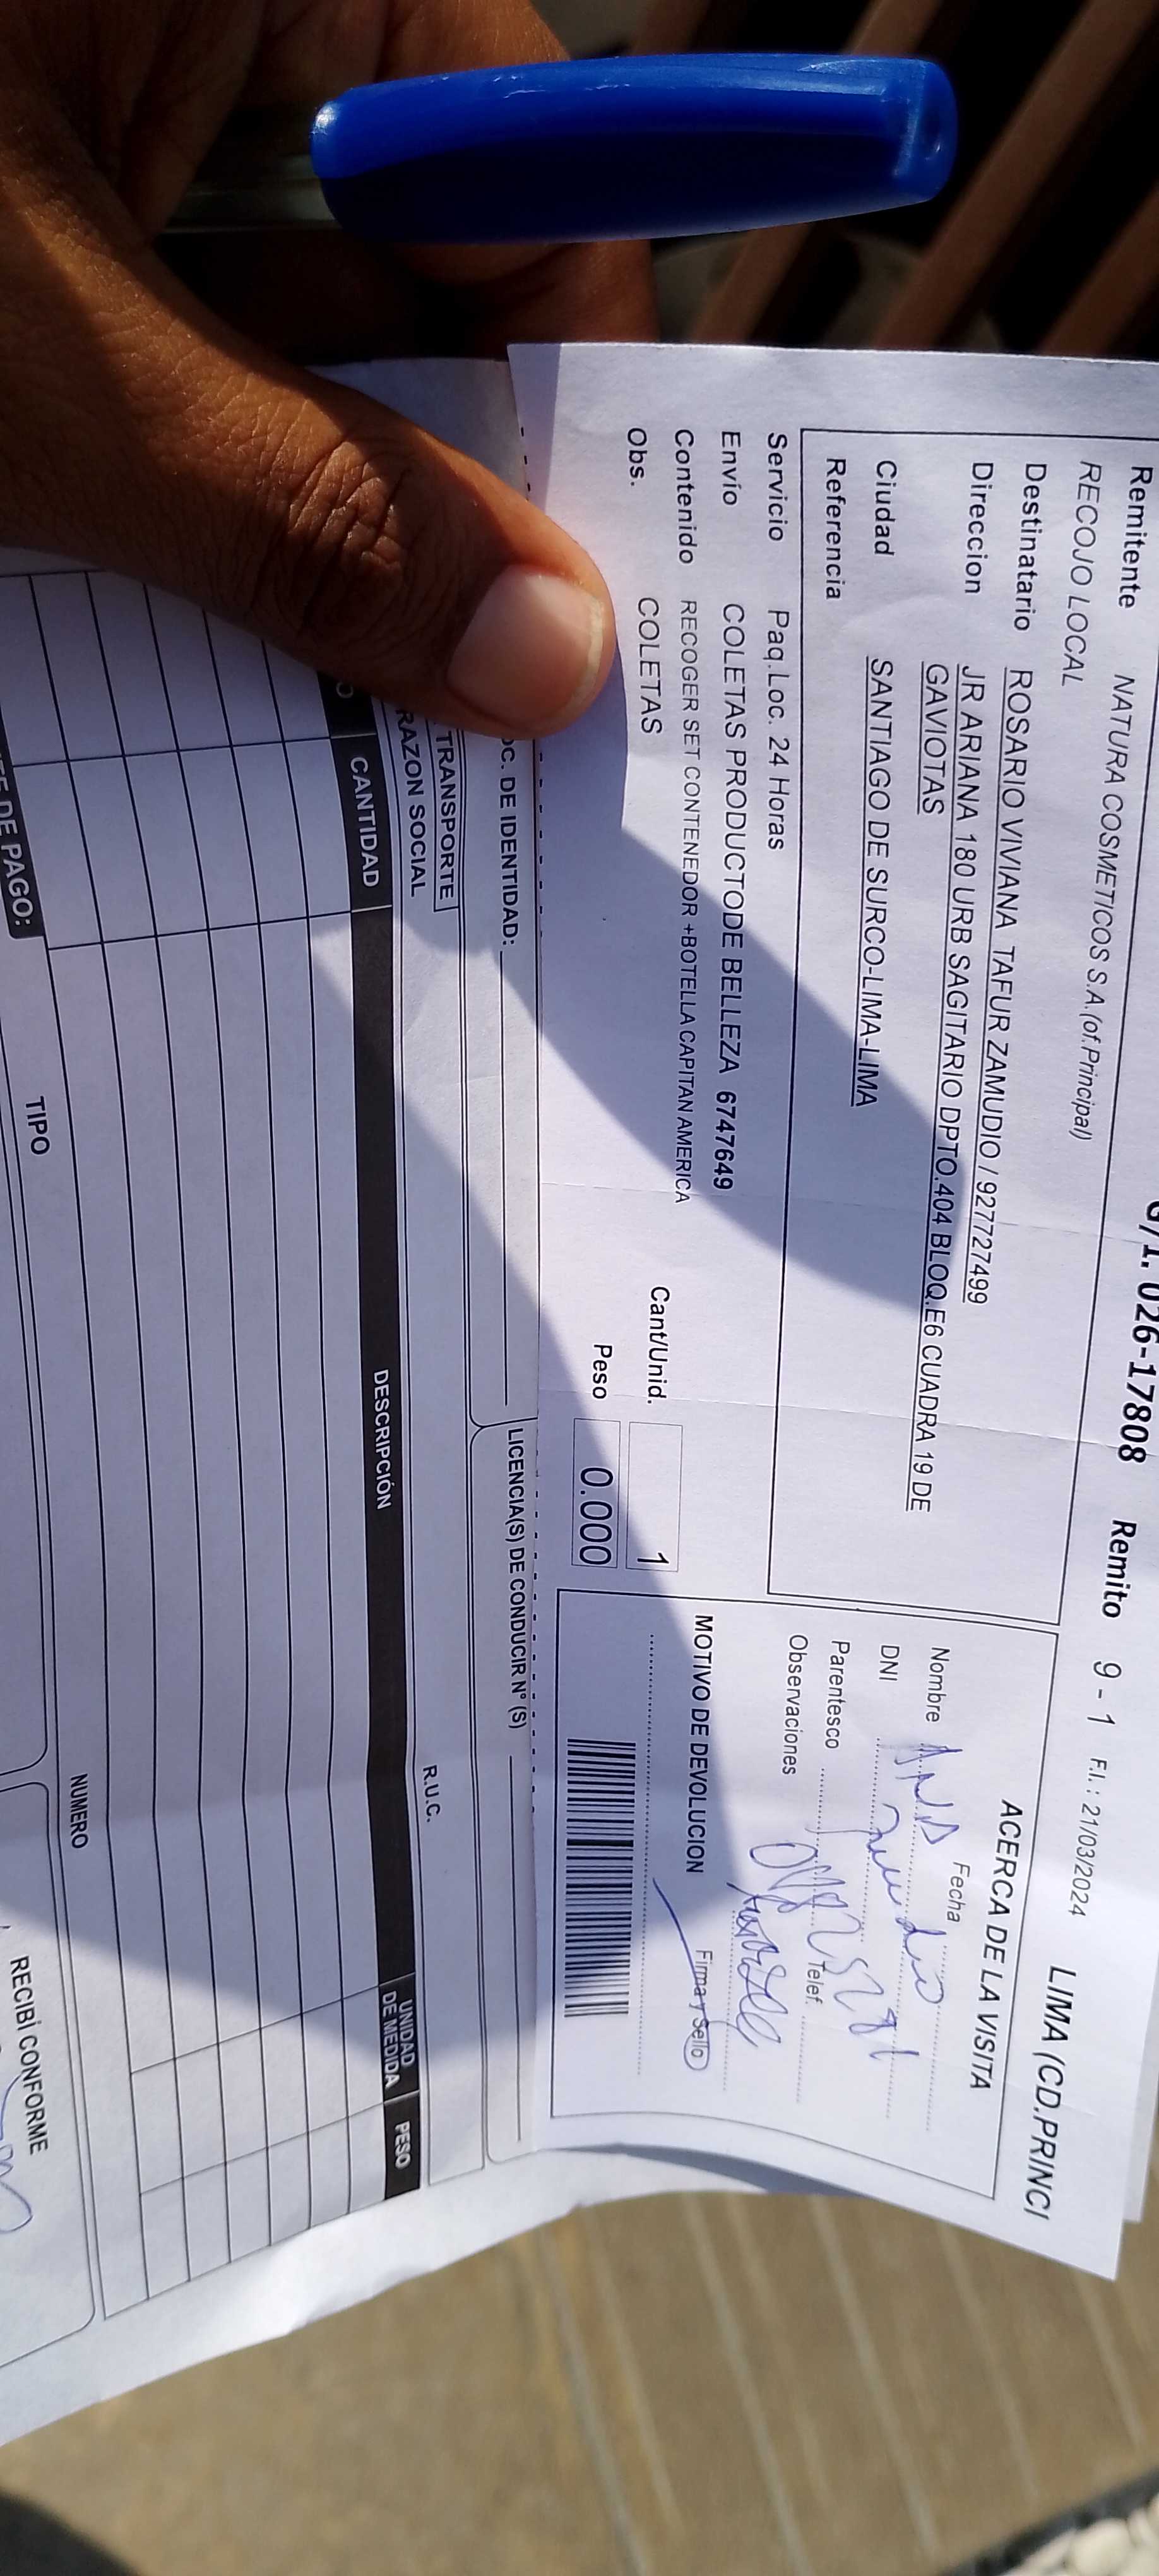 G/T. 026-17808 Remito 9 - 1 F.I.: 21/03/2024 LIMA (CD.PRINCI
Remitente NATURA COSMETICOS S.A.(of.Principal)
RECOJO LOCAL
Destinatario ROSARIO VIVIANA TAFUR ZAMUDIO / 927727499
Direccion JR ARIANA 180 URB SAGITARIO DPTO.404 BLOQ.E6 CUADRA 19 DE
GAVIOTAS
Ciudad SANTIAGO DE SURCO-LIMA-LIMA
Referencia
Servicio Paq.Loc. 24 Horas
Envío COLETAS PRODUCTODE BELLEZA 6747649
Contenido RECOGER SET CONTENEDOR +BOTELLA CAPITAN AMERICA
Obs. COLETAS
Cant/Unid. 1
Peso 0.000
ACERCA DE LA VISITA
Fecha
Nombre ANA
DNI
Parentesco Telef.
Observaciones
MOTIVO DE DEVOLUCION Firma y Sello
OC. DE IDENTIDAD: LICENCIA(S) DE CONDUCIR N° (S)
TRANSPORTE
RAZON SOCIAL R.U.C.
CANTIDAD DESCRIPCIÓN UNIDAD DE MEDIDA PESO
DE PAGO: TIPO NUMERO
RECIBÍ CONFORME